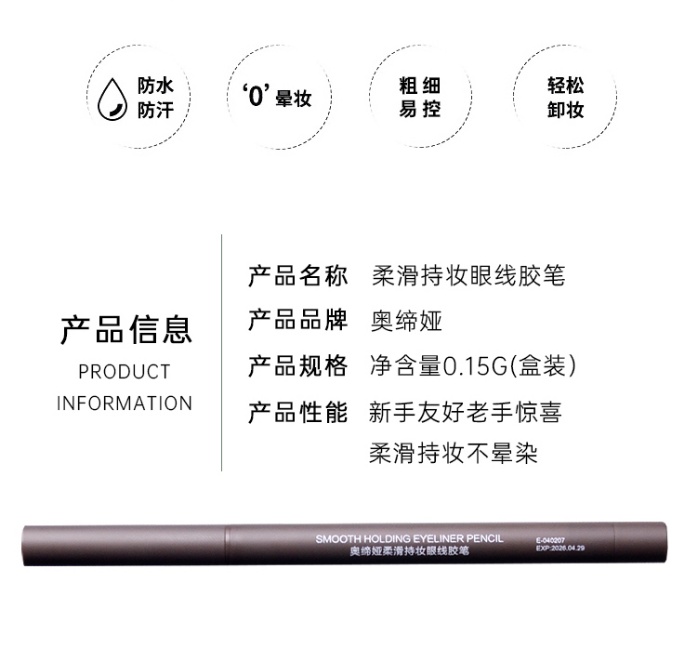 防水
防汗
‘0’晕妆
粗细
易控
轻松
卸妆
产品信息
PRODUCT
INFORMATION
产品名称 柔滑持妆眼线胶笔
产品品牌 奥缔娅
产品规格 净含量0.15G(盒装)
产品性能 新手友好老手惊喜
柔滑持妆不晕染
SMOOTH HOLDING EYELINER PENCIL
奥缔娅柔滑持妆眼线胶笔
E-040207
EXP:2026.04.29